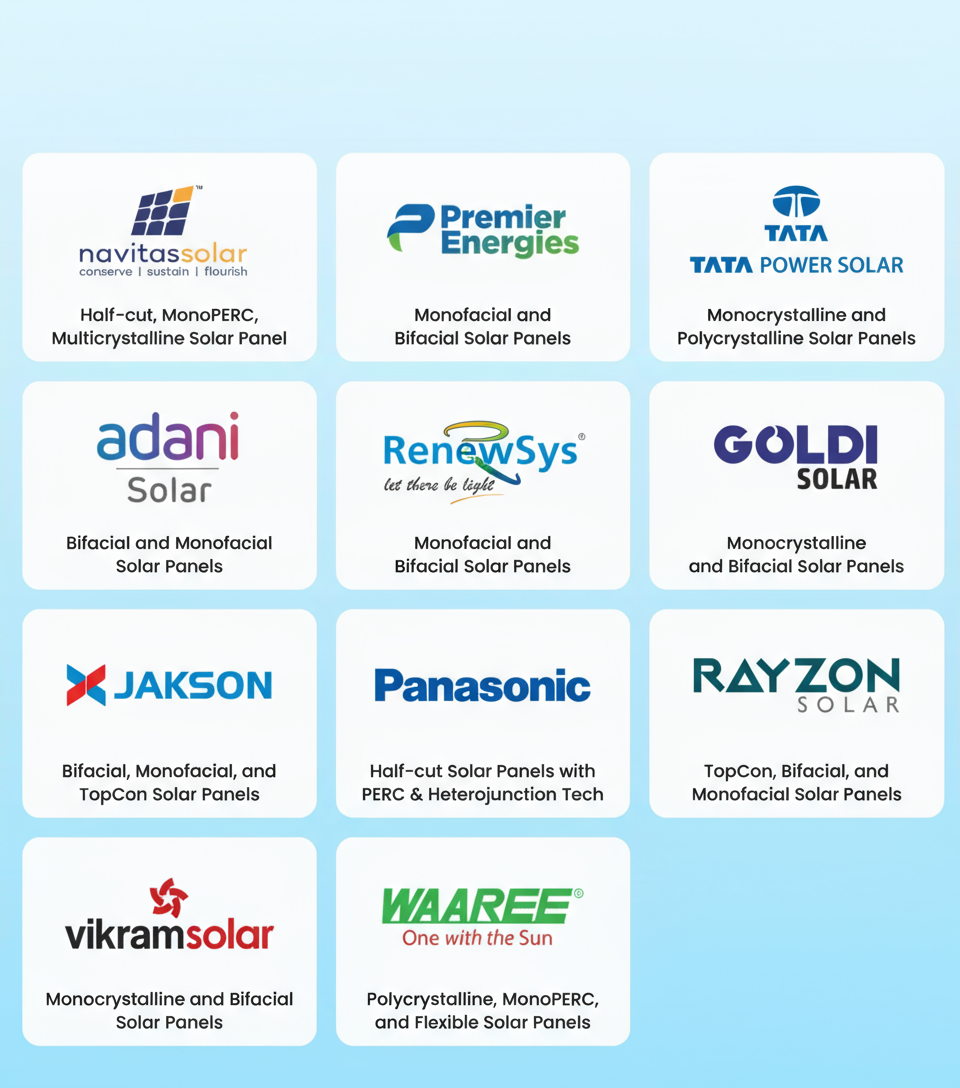 navitassolar™
conserve | sustain | flourish
Half-cut, MonoPERC,
Multicrystalline Solar Panel
Premier
Energies
Monofacial and
Bifacial Solar Panels
TATA
TATA POWER SOLAR
Monocrystalline and
Polycrystalline Solar Panels
adani
Solar
Bifacial and Monofacial
Solar Panels
RenewSys®
let there be light
Monofacial and
Bifacial Solar Panels
GOLDI
SOLAR
Monocrystalline
and Bifacial Solar Panels
JAKSON
Bifacial, Monofacial, and
TopCon Solar Panels
Panasonic
Half-cut Solar Panels with
PERC & Heterojunction Tech
RAYZON
SOLAR
TopCon, Bifacial, and
Monofacial Solar Panels
vikramsolar
Monocrystalline and Bifacial
Solar Panels
WAAREE©
One with the Sun
Polycrystalline, MonoPERC,
and Flexible Solar Panels